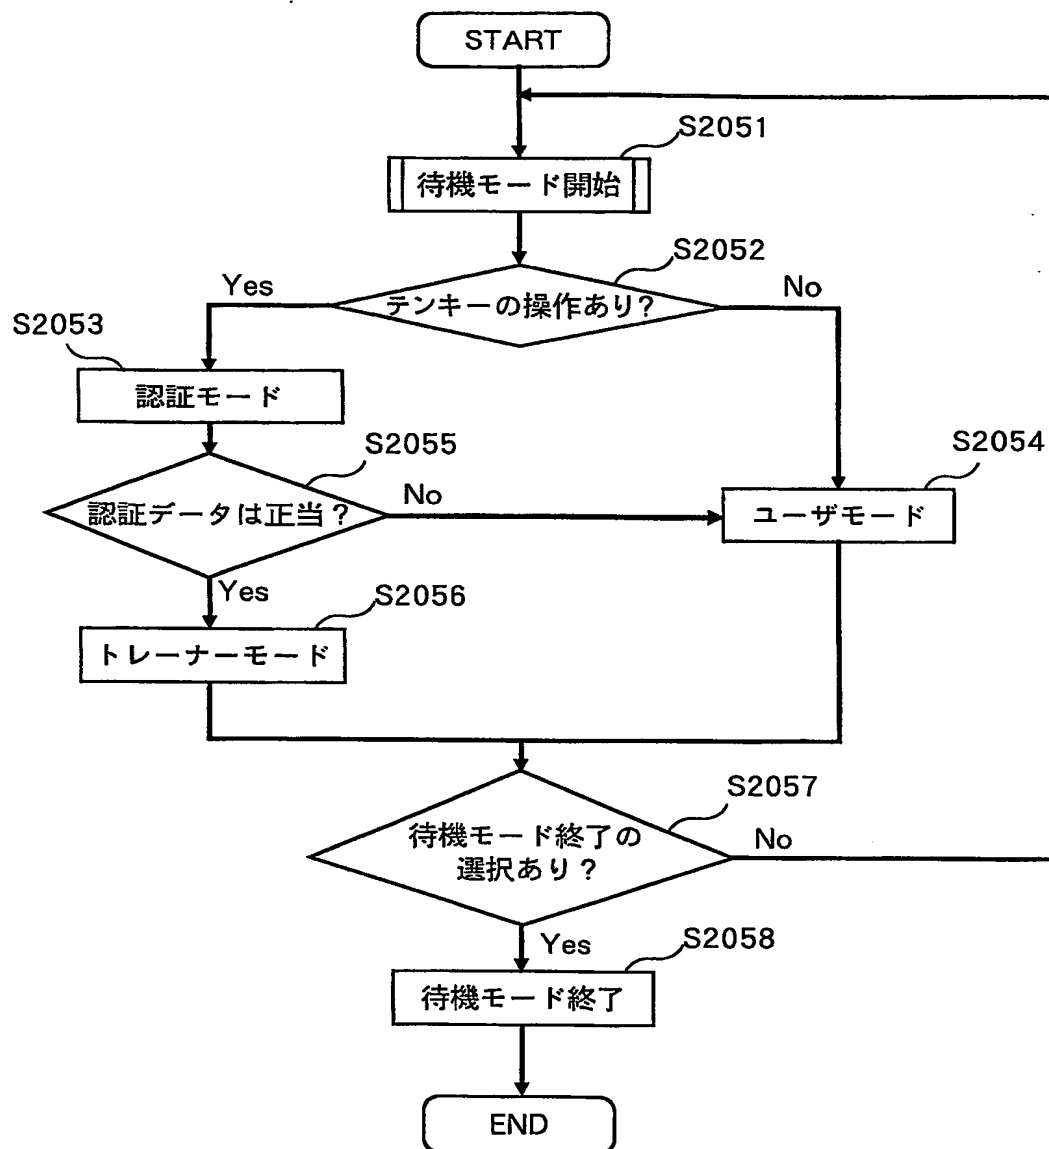 START
S2051
待機モード開始
S2052
Yes
テンキーの操作あり?
No
S2053
認証モード
S2055
S2054
認証データは正当?
No
ユーザモード
Yes
S2056
トレーナーモード
S2057
待機モード終了の
選択あり?
No
Yes
S2058
待機モード終了
END